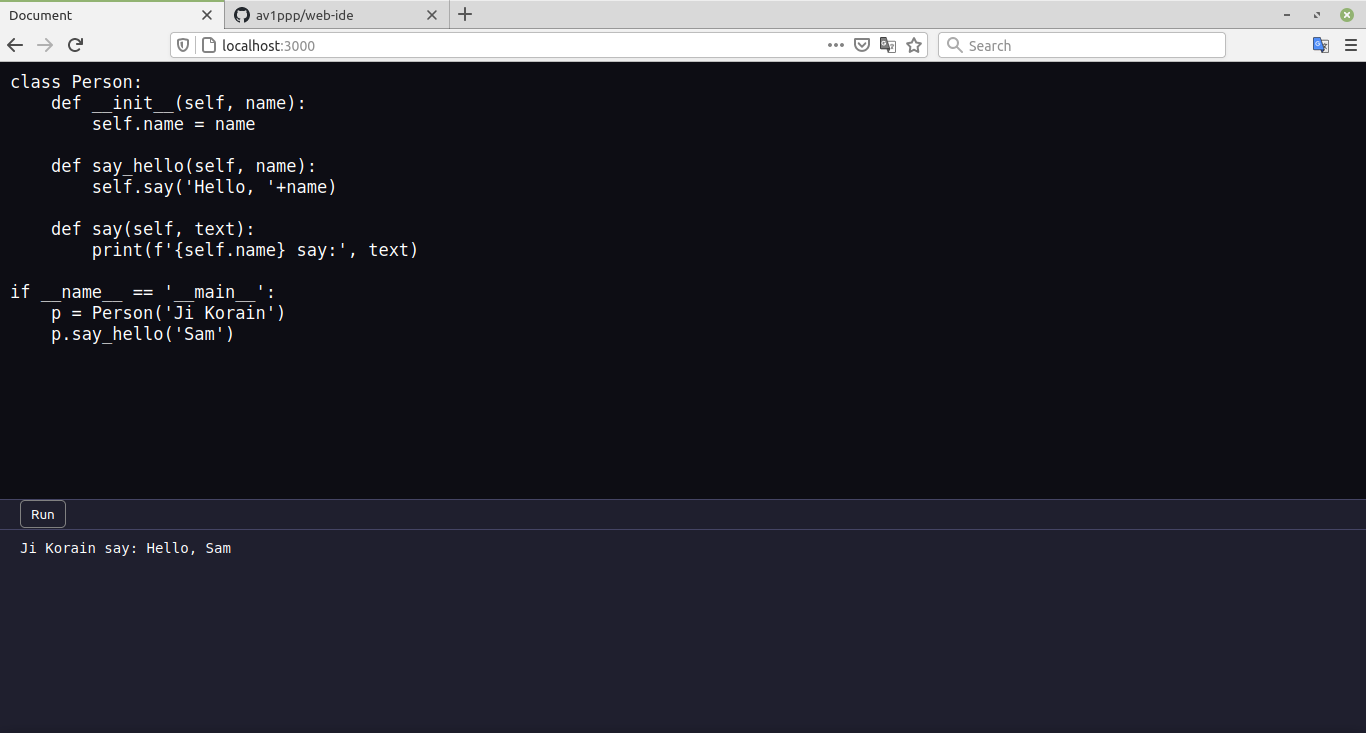 Document
av1ppp/web-ide
localhost:3000
Search
class Person:
    def __init__(self, name):
        self.name = name

    def say_hello(self, name):
        self.say('Hello, '+name)

    def say(self, text):
        print(f'{self.name} say:', text)

if __name__ == '__main__':
    p = Person('Ji Korain')
    p.say_hello('Sam')
Run
Ji Korain say: Hello, Sam